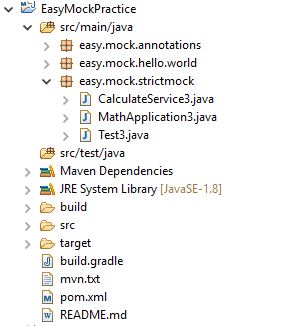 EasyMockPractice
src/main/java
easy.mock.annotations
easy.mock.hello.world
easy.mock.strictmock
CalculateService3.java
MathApplication3.java
Test3.java
src/test/java
Maven Dependencies
JRE System Library [JavaSE-1.8]
build
src
target
build.gradle
mvn.txt
pom.xml
README.md